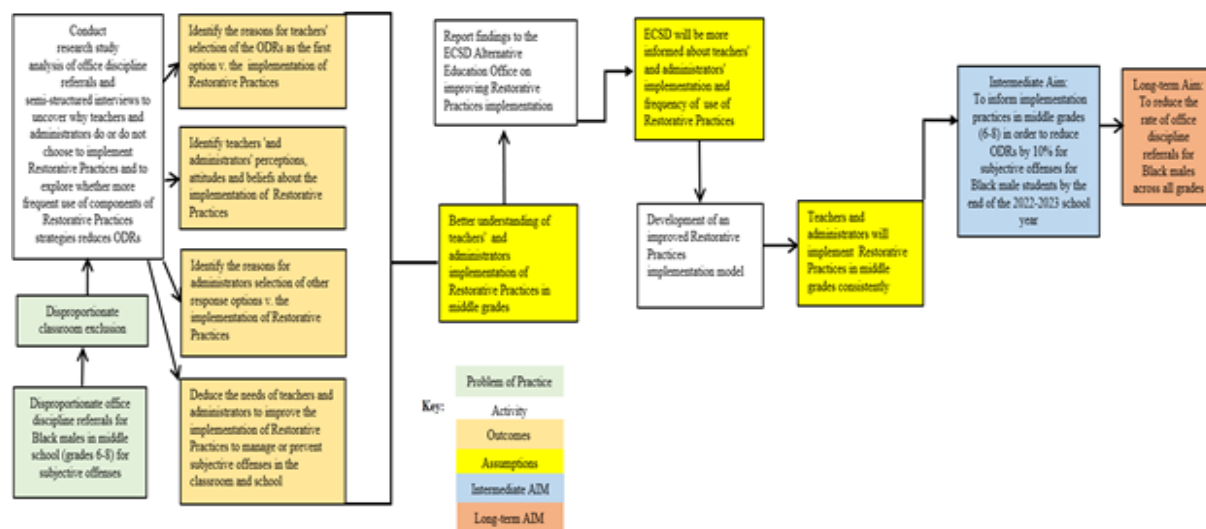 Conduct
research study
analysis of office discipline
referrals and
semi-structured interviews to
uncover why teachers and
administrators do or do not
choose to implement
Restorative Practices and to
explore whether more
frequent use of components of
Restorative Practices
strategies reduces ODRs
Disproportionate
classroom exclusion
Disproportionate office
discipline referrals for
Black males in middle
school (grades 6-8) for
subjective offenses
Identify the reasons for teachers'
selection of the ODRs as the first
option v. the implementation of
Restorative Practices
Identify teachers 'and
administrators' perceptions,
attitudes and beliefs about the
implementation of Restorative
Practices
Identify the reasons for
administrators selection of other
response options v. the
implementation of Restorative
Practices
Deduce the needs of teachers and
administrators to improve the
implementation of Restorative
Practices to manage or prevent
subjective offenses in the
classroom and school
Report findings to the
ECSD Alternative
Education Office on
improving Restorative
Practices implementation
Better understanding of
teachers' and
administrators
implementation of
Restorative Practices in
middle grades
ECSD will be more
informed about teachers'
and administrators'
implementation and
frequency of use of
Restorative Practices
Development of an
improved Restorative
Practices
implementation model
Teachers and
administrators will
implement Restorative
Practices in middle
grades consistently
Intermediate Aim:
To inform implementation
practices in middle grades
(6-8) in order to reduce
ODRs by 10% for
subjective offenses for
Black male students by the
end of the 2022-2023 school
year
Long-term Aim:
To reduce the
rate of office
discipline
referrals for
Black males
across all grades
Key:
Problem of Practice
Activity
Outcomes
Assumptions
Intermediate AIM
Long-term AIM